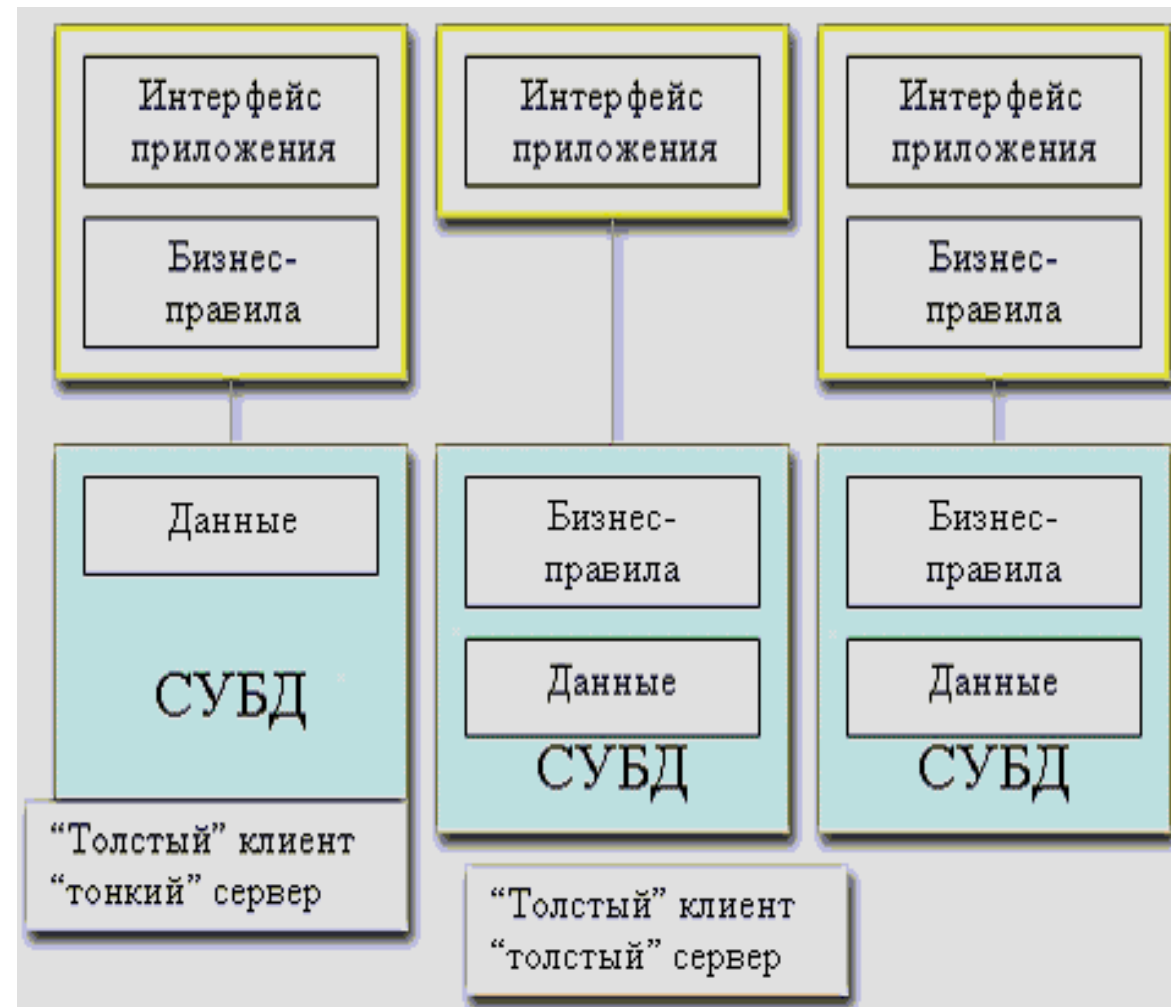 Интерфейс
приложения
Бизнес-
правила
Данные
СУБД
“Толстый” клиент
“тонкий” сервер
Интерфейс
приложения
Бизнес-
правила
Данные
СУБД
“Толстый” клиент
“толстый” сервер
Интерфейс
приложения
Бизнес-
правила
Бизнес-
правила
Данные
СУБД